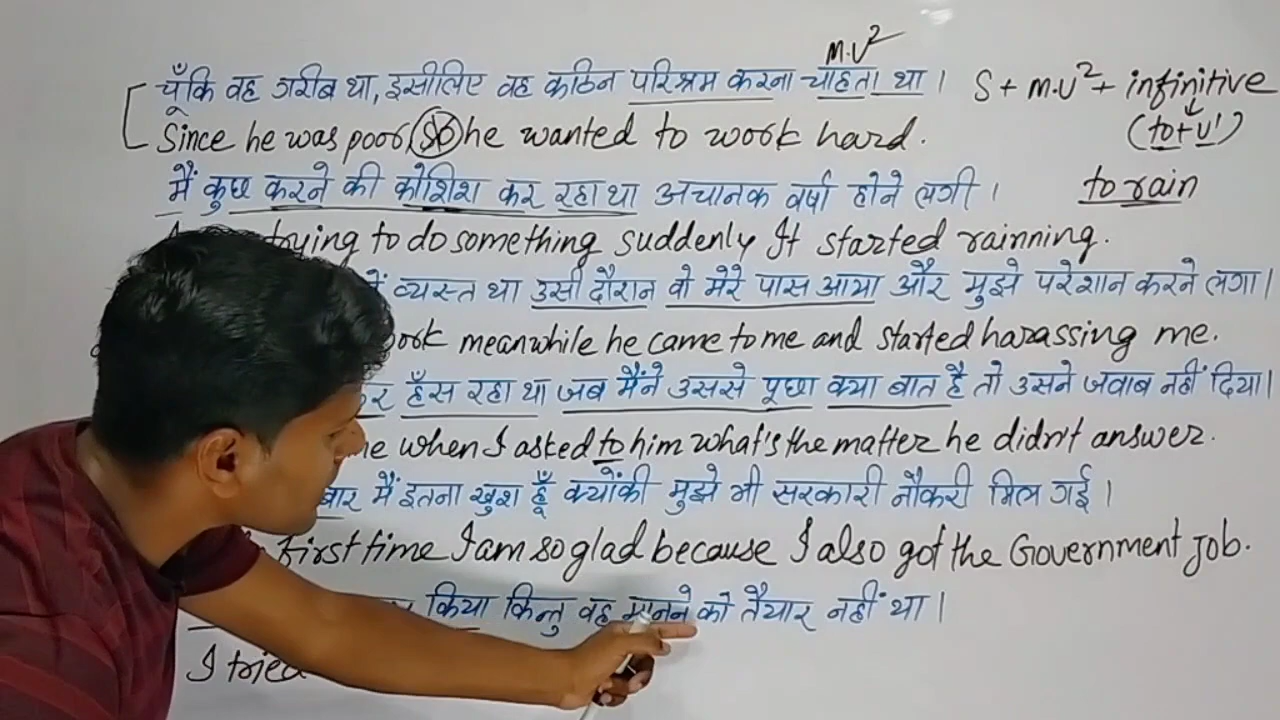 M.V²
चूँकि वह गरीब था, इसीलिए वह कठिन परिश्रम करना चाहता था। S + M.V² + infinitive
Since he was poor, so he wanted to work hard. (to+V¹)
मैं कुछ करने की कोशिश कर रहा था अचानक वर्षा होने लगी। to rain
trying to do something suddenly It started rainning.
व्यस्त था उसी दौरान वो मेरे पास आया और मुझे परेशान करने लगा।
meanwhile he came to me and started harassing me.
हँस रहा था जब मैंने उससे पूछा क्या बात है तो उसने जवाब नहीं दिया।
when I asked to him what's the matter he didn't answer.
बार मैं इतना खुश हूँ क्योंकी मुझे भी सरकारी नौकरी मिल गई।
first time I am so glad because I also got the Government job.
किया किन्तु वह मानने को तैयार नहीं था।
I tried